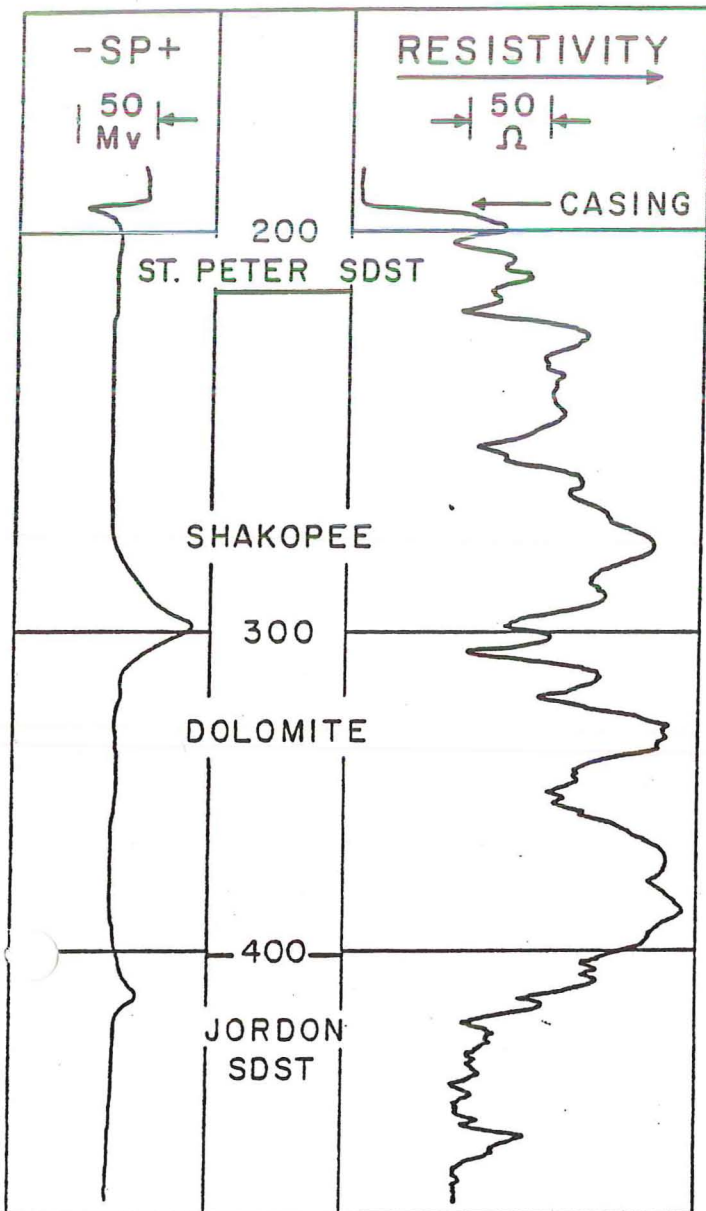 -SP+
RESISTIVITY
50
Mv
50
Ω
CASING
200
ST. PETER SDST
SHAKOPEE
300
DOLOMITE
400
JORDON
SDST